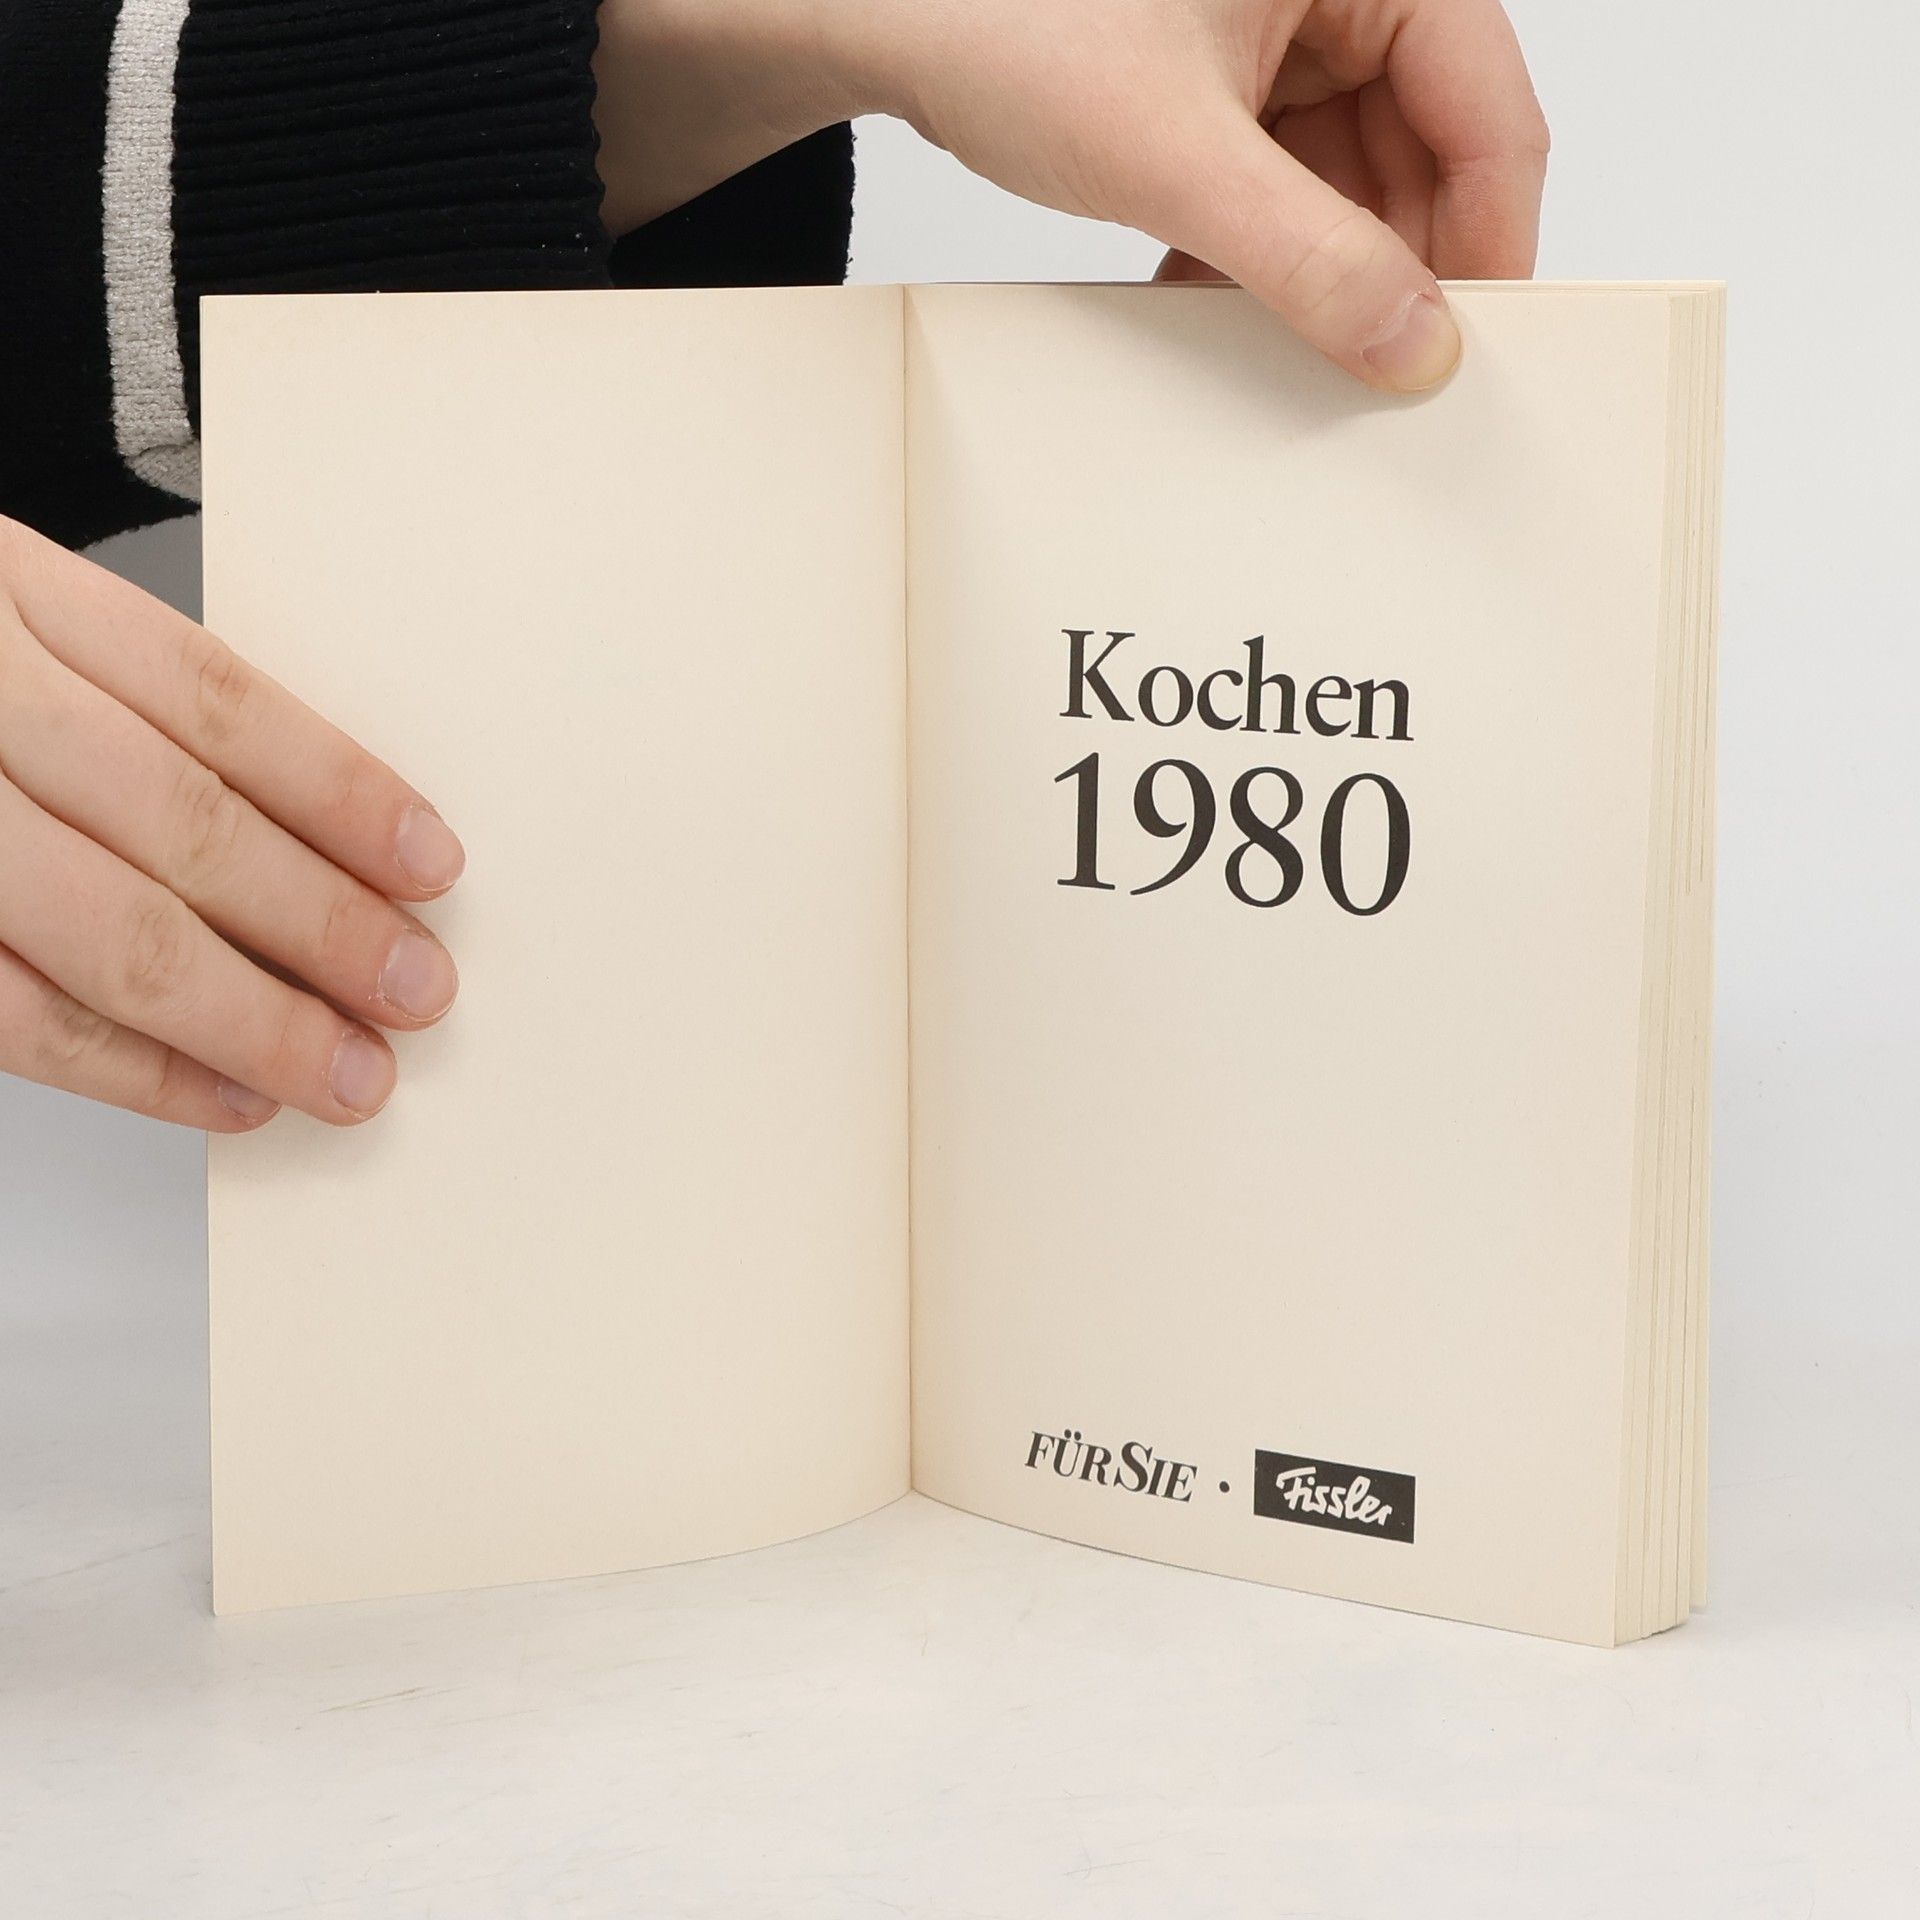 Kochen
1980
FÜR SIE · Fissler